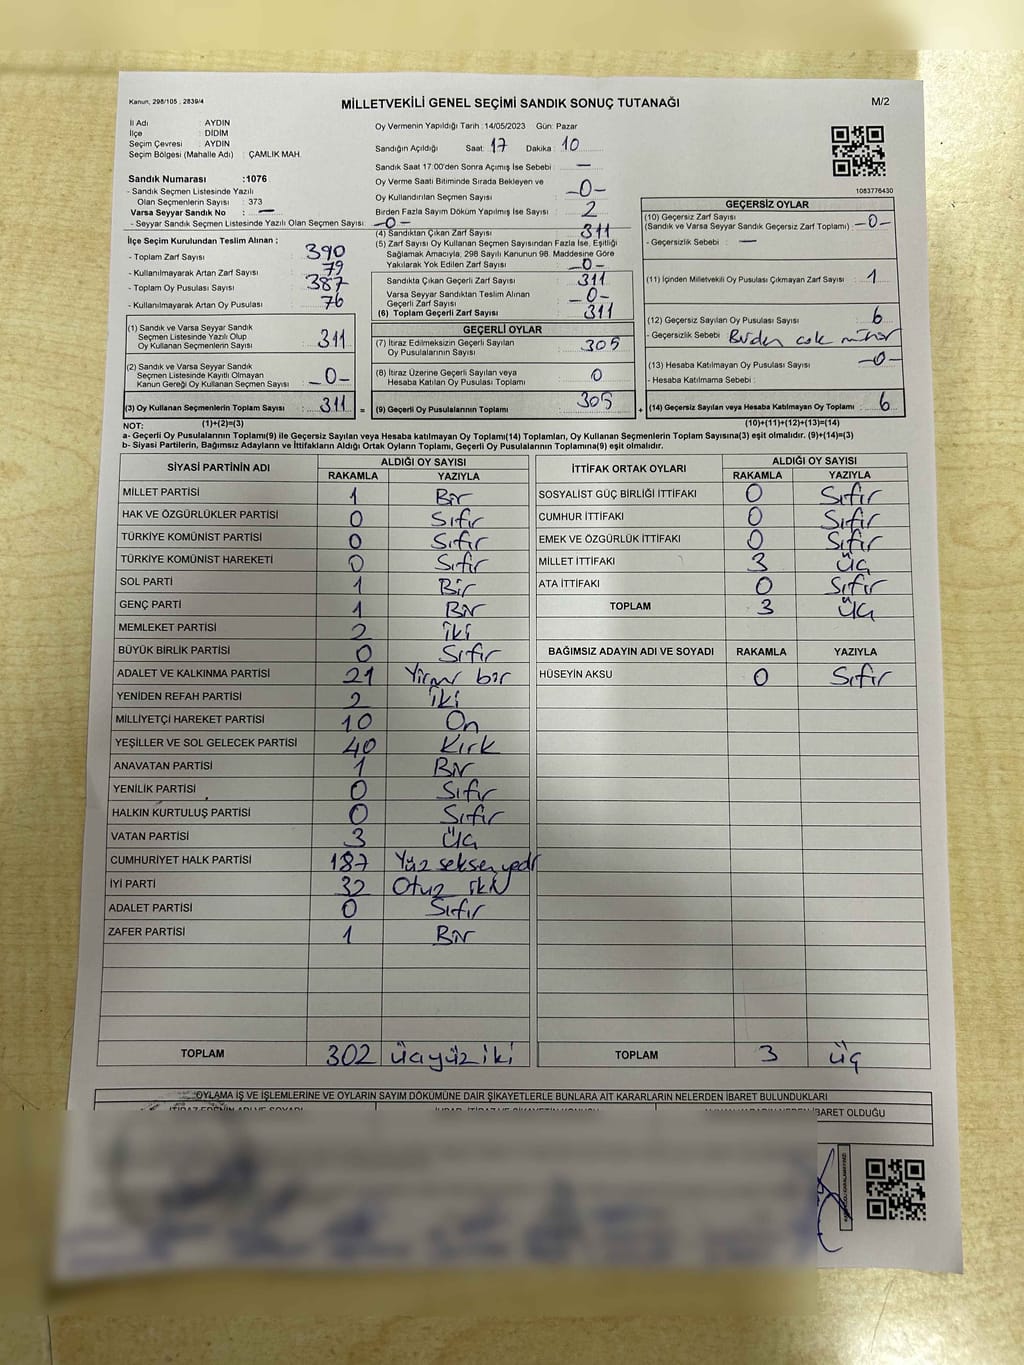 Kanun, 298/105 ; 2839/4
MİLLETVEKİLİ GENEL SEÇİMİ SANDIK SONUÇ TUTANAĞI
M/2
İl Adı : AYDIN
İlçe : DİDİM
Seçim Çevresi : AYDIN
Seçim Bölgesi (Mahalle Adı) : ÇAMLIK MAH.
Sandık Numarası :1076
- Sandık Seçmen Listesinde Yazılı
Olan Seçmenlerin Sayısı : 373
Varsa Seyyar Sandık No : —
- Seyyar Sandık Seçmen Listesinde Yazılı Olan Seçmen Sayısı : -0-
İlçe Seçim Kurulundan Teslim Alınan ;
- Toplam Zarf Sayısı : 390
- Kullanılmayarak Artan Zarf Sayısı : 79
- Toplam Oy Pusulası Sayısı : 387
- Kullanılmayarak Artan Oy Pusulası : 76
(1) Sandık ve Varsa Seyyar Sandık
Seçmen Listesinde Yazılı Olup
Oy Kullanan Seçmenlerin Sayısı : 311
(2) Sandık ve Varsa Seyyar Sandık
Seçmen Listesinde Kayıtlı Olmayan
Kanun Gereği Oy Kullanan Seçmen Sayısı : -0-
(3) Oy Kullanan Seçmenlerin Toplam Sayısı : 311 =
Oy Vermenin Yapıldığı Tarih :14/05/2023 Gün: Pazar
Sandığın Açıldığı Saat: 17 Dakika : 10
Sandık Saat 17:00'den Sonra Açımış İse Sebebi : —
Oy Verme Saati Bitiminde Sırada Bekleyen ve
Oy Kullandırılan Seçmen Sayısı : -0-
Birden Fazla Sayım Döküm Yapılmış İse Sayısı : 2
(4) Sandıktan Çıkan Zarf Sayısı : 311
(5) Zarf Sayısı Oy Kullanan Seçmen Sayısından Fazla İse, Eşitliği
Sağlamak Amacıyla, 298 Sayılı Kanunun 98. Maddesine Göre
Yakılarak Yok Edilen Zarf Sayısı : -0-
Sandıkta Çıkan Geçerli Zarf Sayısı : 311
Varsa Seyyar Sandıktan Teslim Alınan
Geçerli Zarf Sayısı : -0-
(6) Toplam Geçerli Zarf Sayısı : 311
GEÇERLİ OYLAR
(7) İtiraz Edilmeksizin Geçerli Sayılan
Oy Pusulalarının Sayısı : 305
(8) İtiraz Üzerine Geçerli Sayılan veya
Hesaba Katılan Oy Pusulası Toplamı : 0
(9) Geçerli Oy Pusulalarının Toplamı : 305 +
1083776430
GEÇERSİZ OYLAR
(10) Geçersiz Zarf Sayısı
(Sandık ve Varsa Seyyar Sandık Geçersiz Zarf Toplamı) : -0-
- Geçersizlik Sebebi : —
(11) İçinden Milletvekili Oy Pusulası Çıkmayan Zarf Sayısı : 1
(12) Geçersiz Sayılan Oy Pusulası Sayısı : 6
- Geçersizlik Sebebi : Birden çok mühür
(13) Hesaba Katılmayan Oy Pusulası Sayısı : -0-
- Hesaba Katılmama Sebebi :
(14) Geçersiz Sayılan veya Hesaba Katılmayan Oy Toplamı : 6
NOT: (1)+(2)=(3) (10)+(11)+(12)+(13)=(14)
a- Geçerli Oy Pusulalarının Toplamı(9) ile Geçersiz Sayılan veya Hesaba katılmayan Oy Toplamı(14) Toplamları, Oy Kullanan Seçmenlerin Toplam Sayısına(3) eşit olmalıdır. (9)+(14)=(3)
b- Siyasi Partilerin, Bağımsız Adayların ve İttifakların Aldığı Ortak Oyların Toplamı, Geçerli Oy Pusulalarının Toplamına(9) eşit olmalıdır.
SİYASİ PARTİNİN ADI ALDIĞI OY SAYISI
RAKAMLA YAZIYLA
MİLLET PARTİSİ 1 Bir
HAK VE ÖZGÜRLÜKLER PARTİSİ 0 Sıfır
TÜRKİYE KOMÜNİST PARTİSİ 0 Sıfır
TÜRKİYE KOMÜNİST HAREKETİ 0 Sıfır
SOL PARTİ 1 Bir
GENÇ PARTİ 1 Bir
MEMLEKET PARTİSİ 2 iki
BÜYÜK BİRLİK PARTİSİ 0 Sıfır
ADALET VE KALKINMA PARTİSİ 21 Yirmi bir
YENİDEN REFAH PARTİSİ 2 iki
MİLLİYETÇİ HAREKET PARTİSİ 10 On
YEŞİLLER VE SOL GELECEK PARTİSİ 40 Kırk
ANAVATAN PARTİSİ 1 Bir
YENİLİK PARTİSİ 0 Sıfır
HALKIN KURTULUŞ PARTİSİ 0 Sıfır
VATAN PARTİSİ 3 üç
CUMHURİYET HALK PARTİSİ 187 Yüz seksen yedi
İYİ PARTİ 32 Otuz iki
ADALET PARTİSİ 0 Sıfır
ZAFER PARTİSİ 1 Bir
TOPLAM 302 üçyüz iki
İTTİFAK ORTAK OYLARI ALDIĞI OY SAYISI
RAKAMLA YAZIYLA
SOSYALİST GÜÇ BİRLİĞİ İTTİFAKI 0 Sıfır
CUMHUR İTTİFAKI 0 Sıfır
EMEK VE ÖZGÜRLÜK İTTİFAKI 0 Sıfır
MİLLET İTTİFAKI 3 üç
ATA İTTİFAKI 0 Sıfır
TOPLAM 3 üç
BAĞIMSIZ ADAYIN ADI VE SOYADI RAKAMLA YAZIYLA
HÜSEYİN AKSU 0 Sıfır
TOPLAM 3 üç
OYLAMA İŞ VE İŞLEMLERİNE VE OYLARIN SAYIM DÖKÜMÜNE DAİR ŞİKAYETLERLE BUNLARA AİT KARARLARIN NELERDEN İBARET BULUNDUKLARI
İBARET OLDUĞU